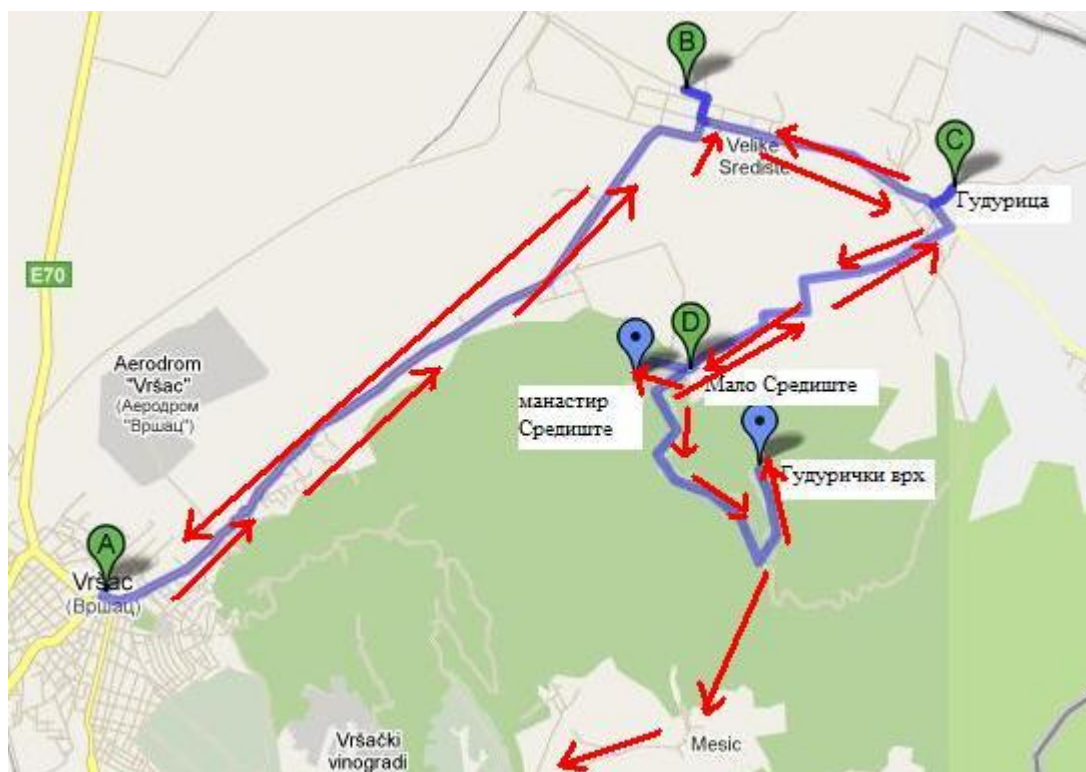 B
Velike
Srediste
C
Гудурица
E70
Aerodrom
"Vršac"
(Аеродром
"Вршац")
D
Мало Средиште
манастир
Средиште
Гудурички врх
A
Vršac
(Вршац)
Vršački
vinogradi
Mesic